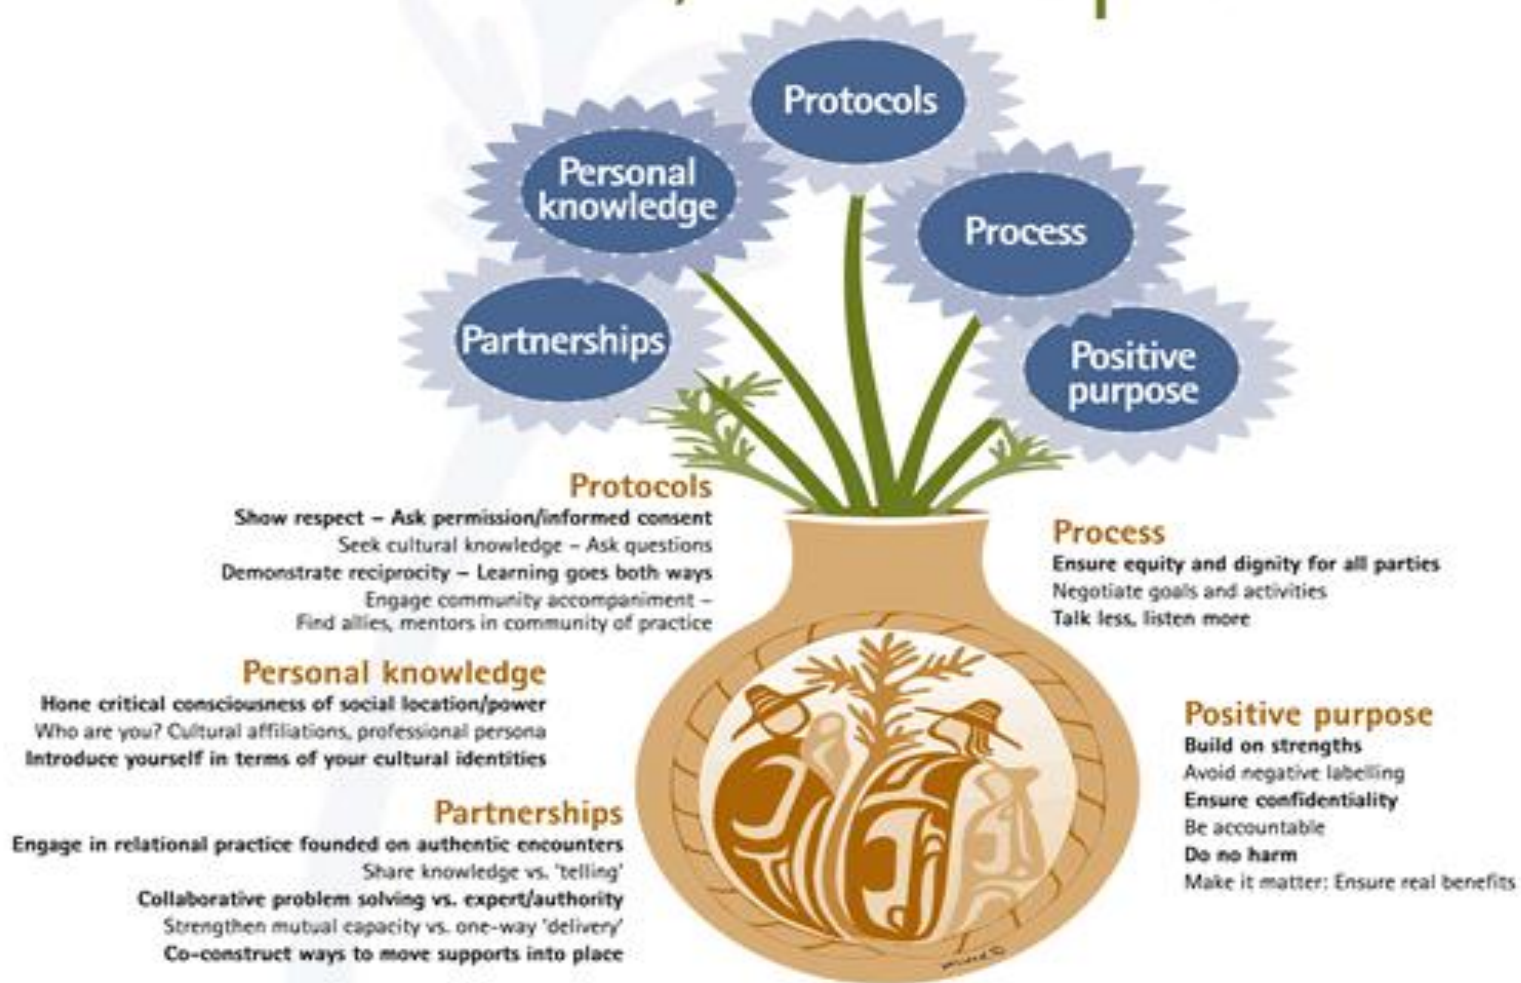 Protocols
Personal
knowledge
Process
Partnerships
Positive
purpose
Protocols
Show respect – Ask permission/informed consent
Seek cultural knowledge – Ask questions
Demonstrate reciprocity – Learning goes both ways
Engage community accompaniment –
Find allies, mentors in community of practice
Personal knowledge
Hone critical consciousness of social location/power
Who are you? Cultural affiliations, professional persona
Introduce yourself in terms of your cultural identities
Partnerships
Engage in relational practice founded on authentic encounters
Share knowledge vs. 'telling'
Collaborative problem solving vs. expert/authority
Strengthen mutual capacity vs. one-way 'delivery'
Co-construct ways to move supports into place
Process
Ensure equity and dignity for all parties
Negotiate goals and activities
Talk less, listen more
Positive purpose
Build on strengths
Avoid negative labelling
Ensure confidentiality
Be accountable
Do no harm
Make it matter: Ensure real benefits